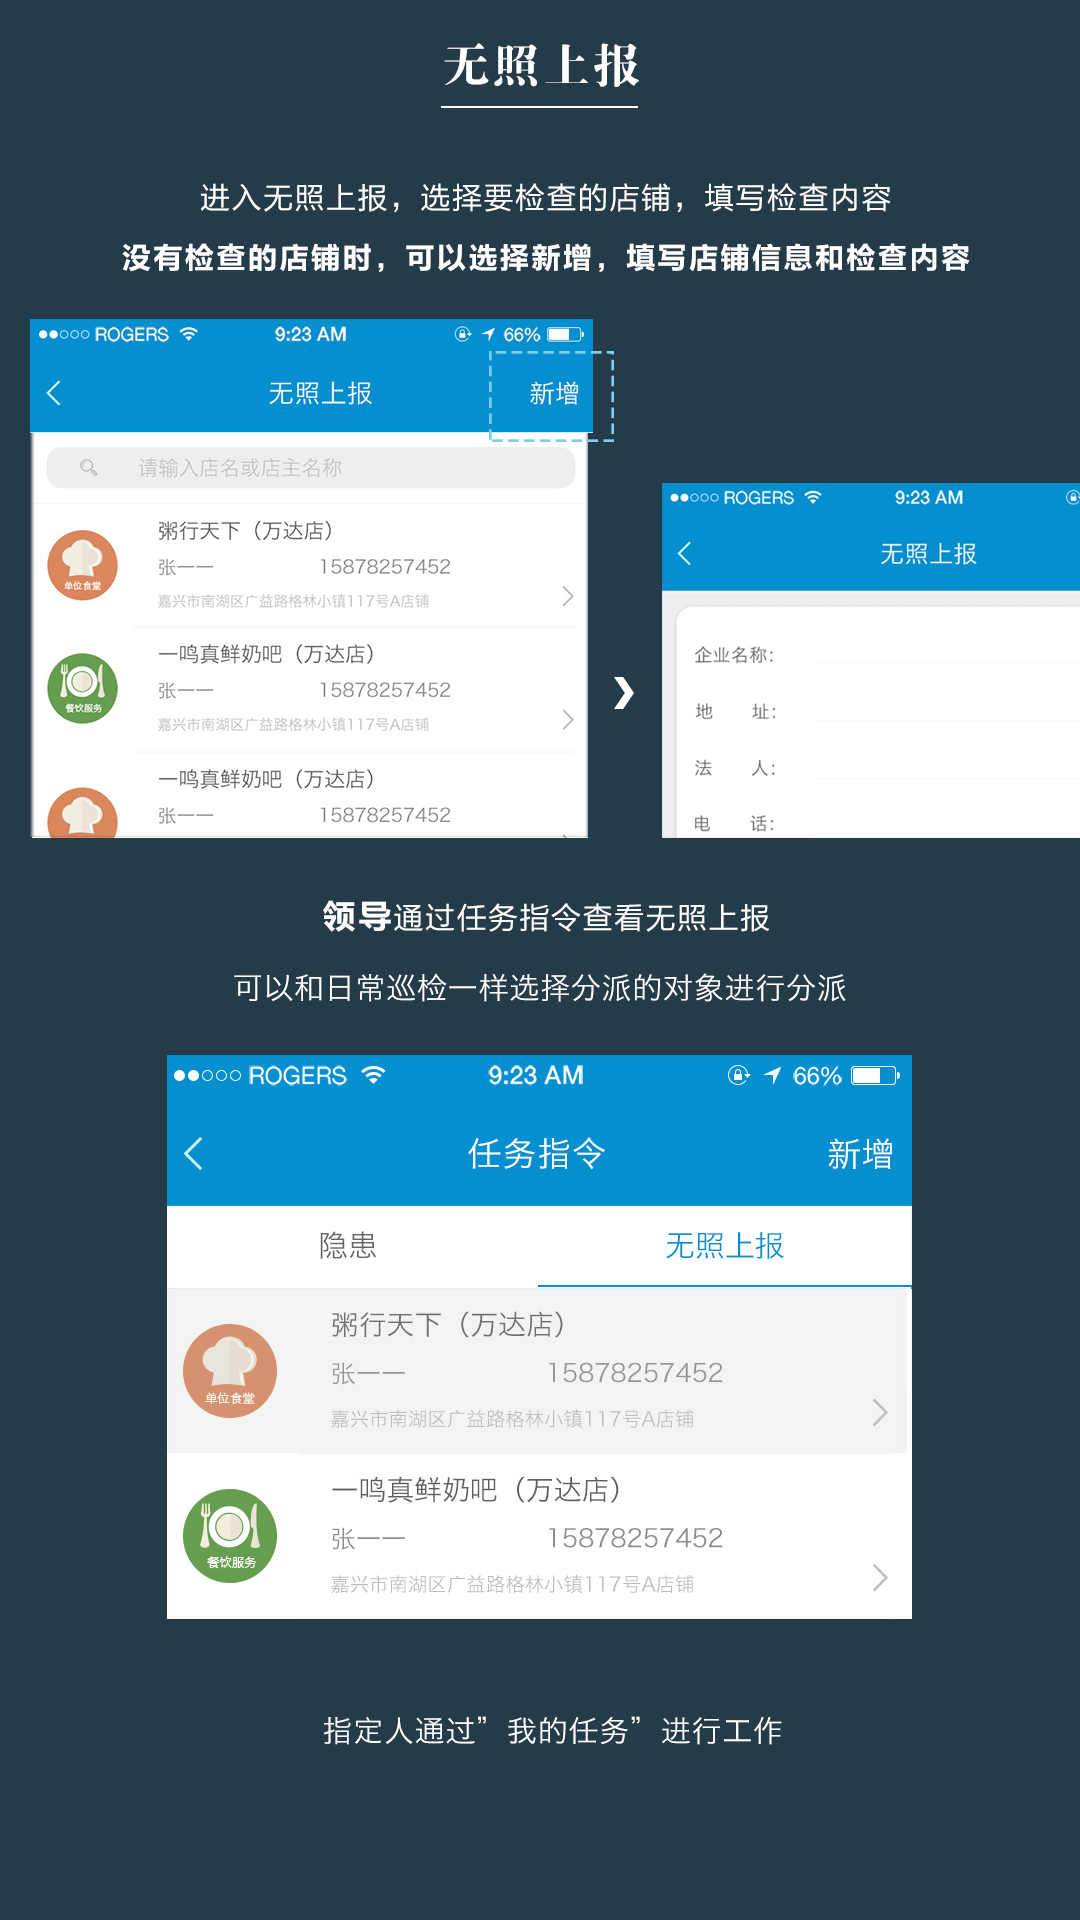 无照上报
进入无照上报，选择要检查的店铺，填写检查内容
没有检查的店铺时，可以选择新增，填写店铺信息和检查内容
ROGERS 9:23 AM 66%
无照上报 新增
请输入店名或店主名称
粥行天下（万达店）
张一一 15878257452
单位食堂
嘉兴市南湖区广益路格林小镇117号A店铺
一鸣真鲜奶吧（万达店）
张一一 15878257452
餐饮服务
嘉兴市南湖区广益路格林小镇117号A店铺
一鸣真鲜奶吧（万达店）
张一一 15878257452
ROGERS 9:23 AM
无照上报
企业名称：
地 址：
法 人：
电 话：
领导通过任务指令查看无照上报
可以和日常巡检一样选择分派的对象进行分派
ROGERS 9:23 AM 66%
任务指令 新增
隐患 无照上报
粥行天下（万达店）
张一一 15878257452
单位食堂
嘉兴市南湖区广益路格林小镇117号A店铺
一鸣真鲜奶吧（万达店）
张一一 15878257452
餐饮服务
嘉兴市南湖区广益路格林小镇117号A店铺
指定人通过”我的任务”进行工作